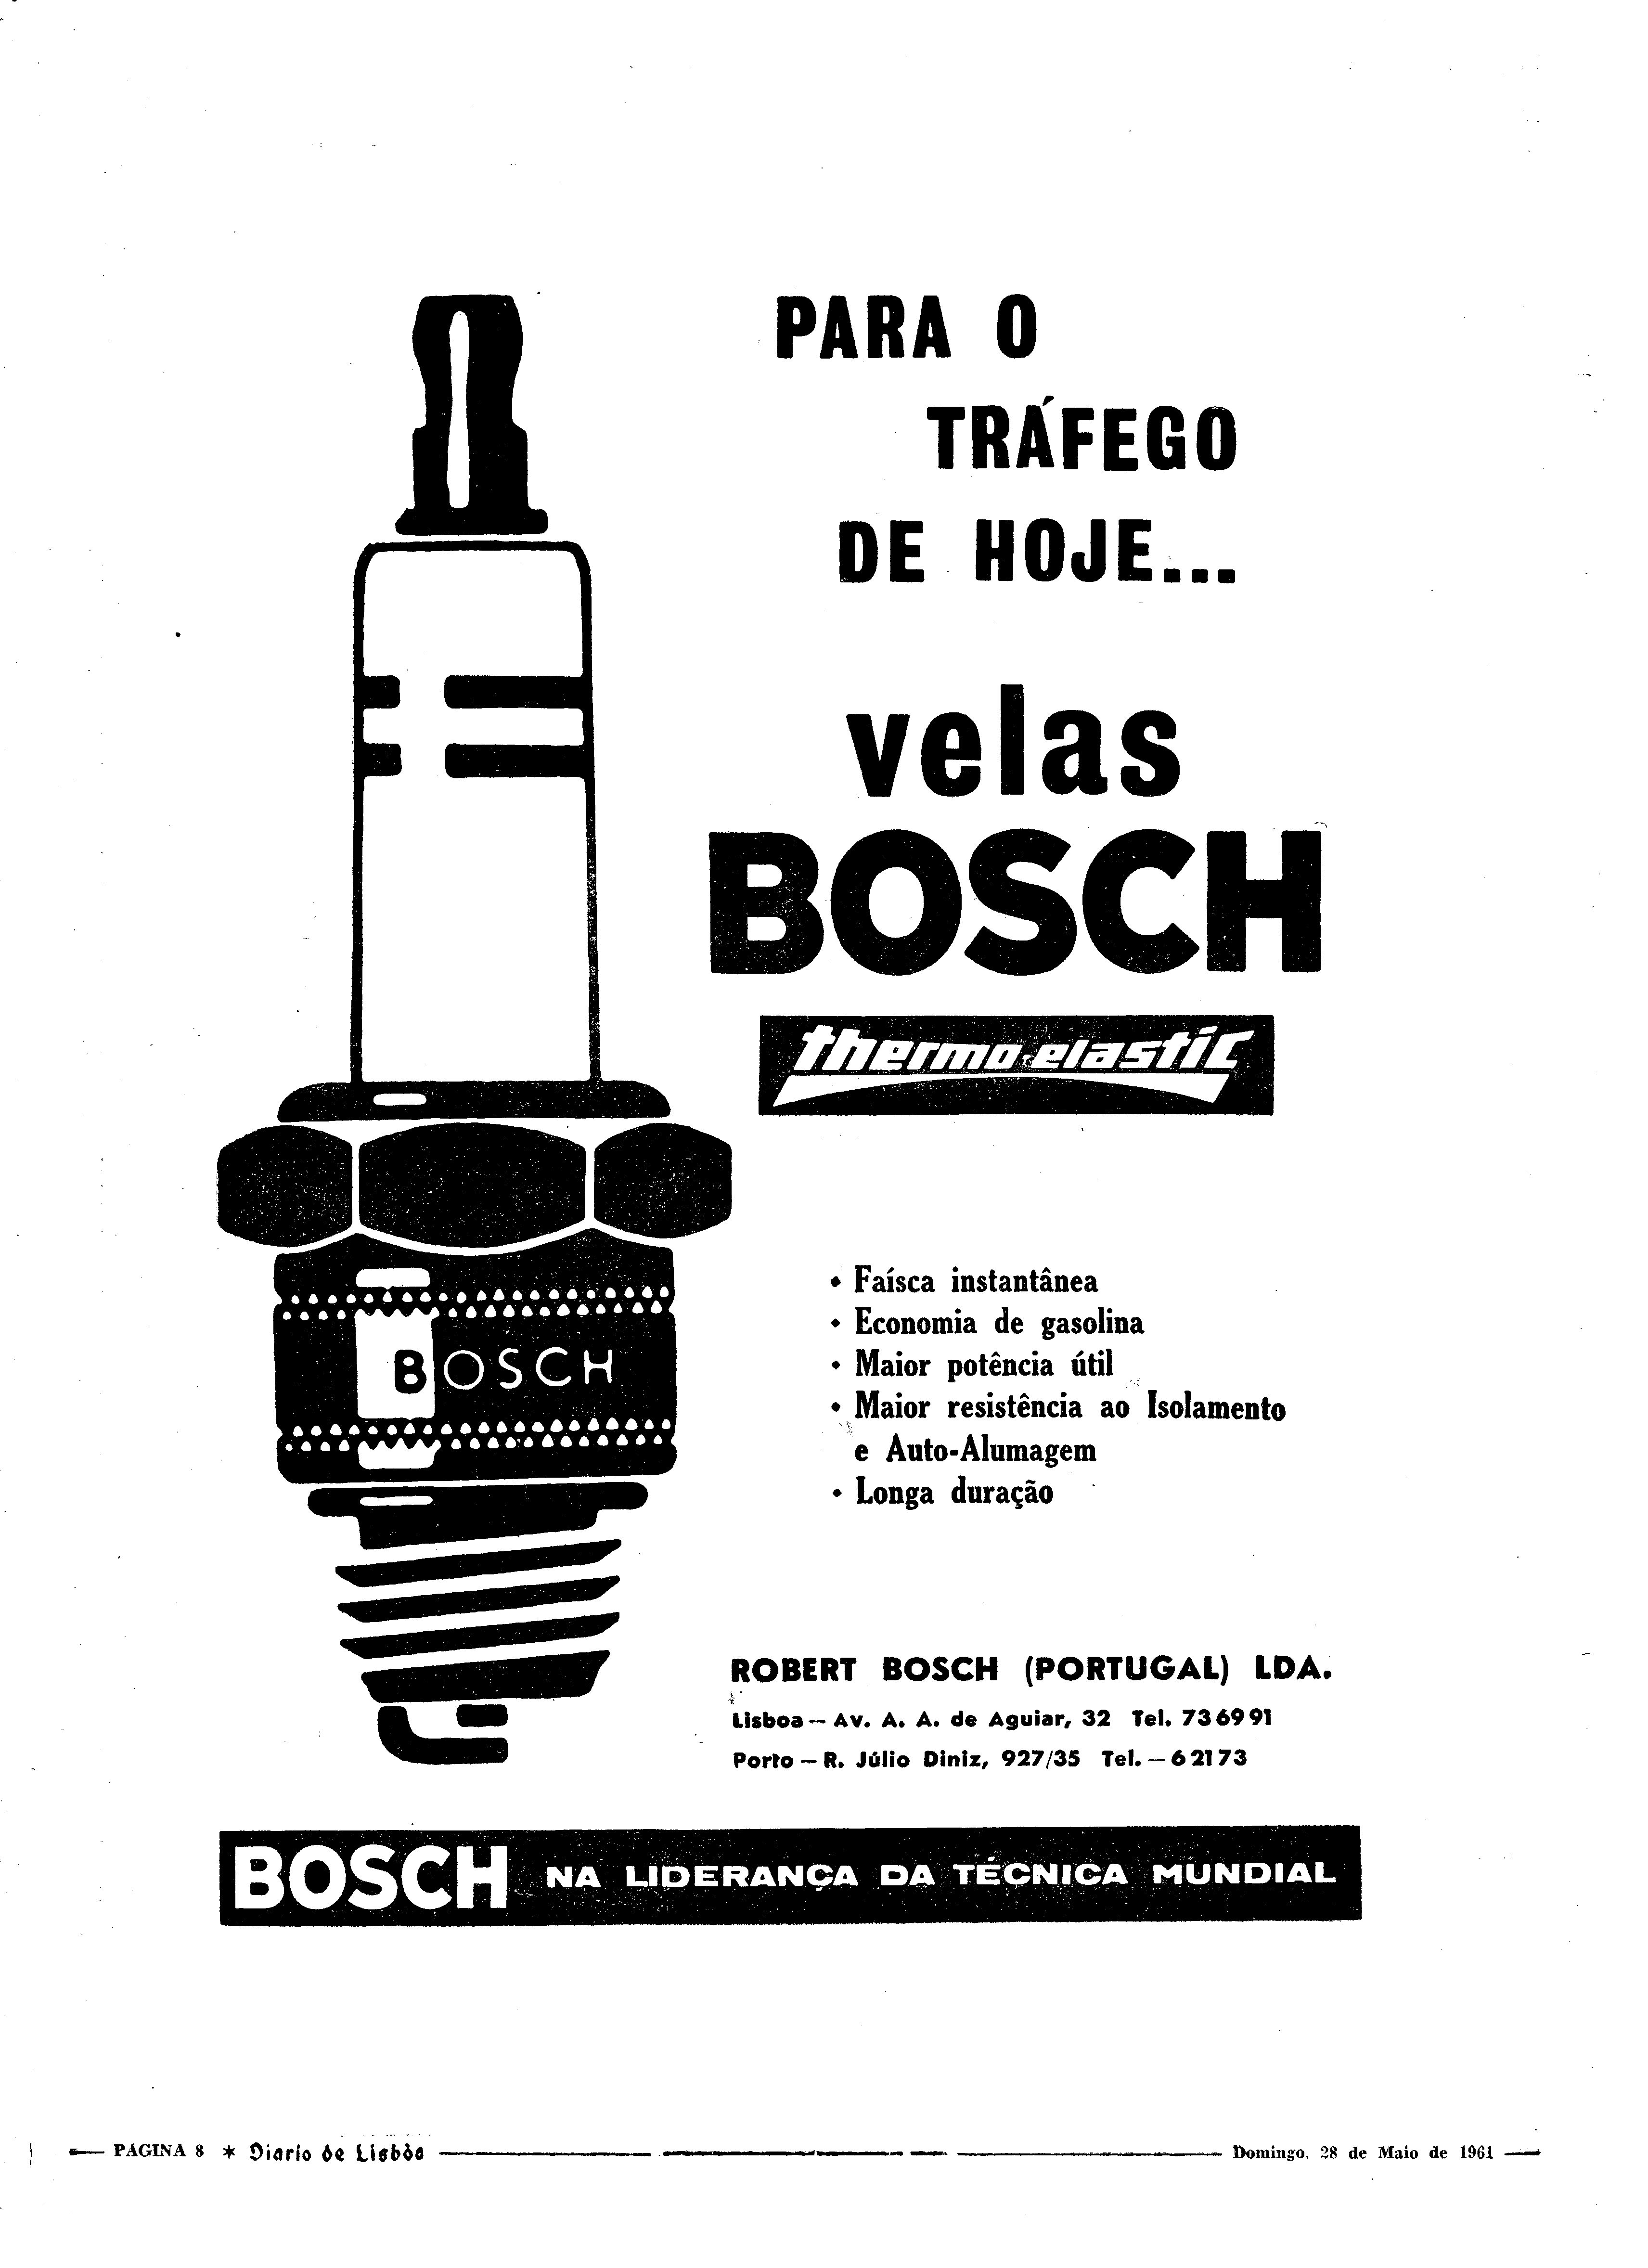 PARA O
TRÁFEGO
DE HOJE...
velas
BOSCH
thermo-elastic
BOSCH
• Faísca instantânea
• Economia de gasolina
• Maior potência útil
• Maior resistência ao Isolamento
e Auto-Alumagem
• Longa duração
ROBERT BOSCH (PORTUGAL) LDA.
Lisboa — Av. A. A. de Aguiar, 32 Tel. 73 69 91
Porto — R. Júlio Diniz, 927/35 Tel. — 6 21 73
BOSCH NA LIDERANÇA DA TÉCNICA MUNDIAL
PÁGINA 8 * Diario de Lisbôa Domingo, 28 de Maio de 1961